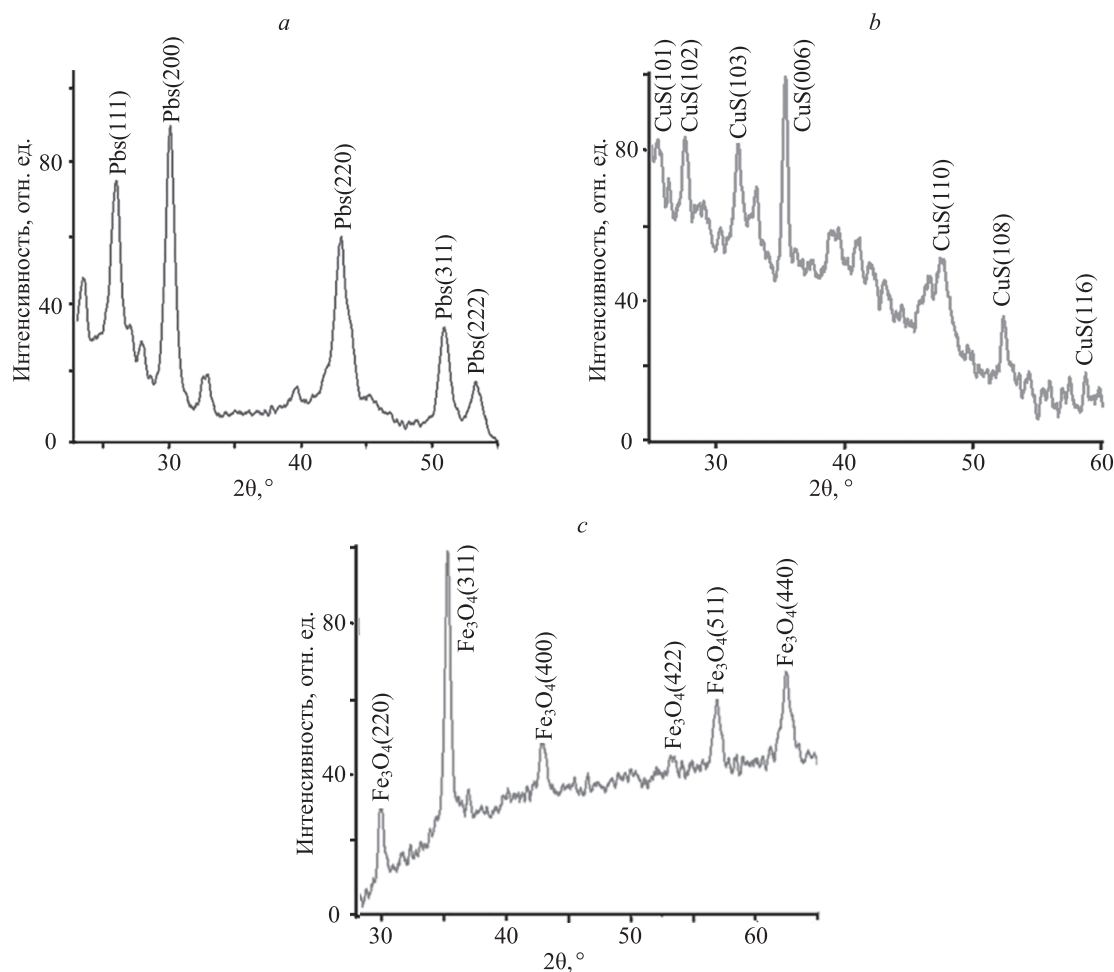 a
Интенсивность, отн. ед.
80
40
0
Pbs(111)
Pbs(200)
Pbs(220)
Pbs(311)
Pbs(222)
30
40
50
2θ,°
b
Интенсивность, отн. ед.
80
40
0
CuS(101)
CuS(102)
CuS(103)
CuS(006)
CuS(110)
CuS(108)
CuS(116)
30
40
50
60
2θ,°
c
Интенсивность, отн. ед.
80
40
0
Fe₃O₄(220)
Fe₃O₄(311)
Fe₃O₄(400)
Fe₃O₄(422)
Fe₃O₄(511)
Fe₃O₄(440)
30
40
50
60
2θ,°